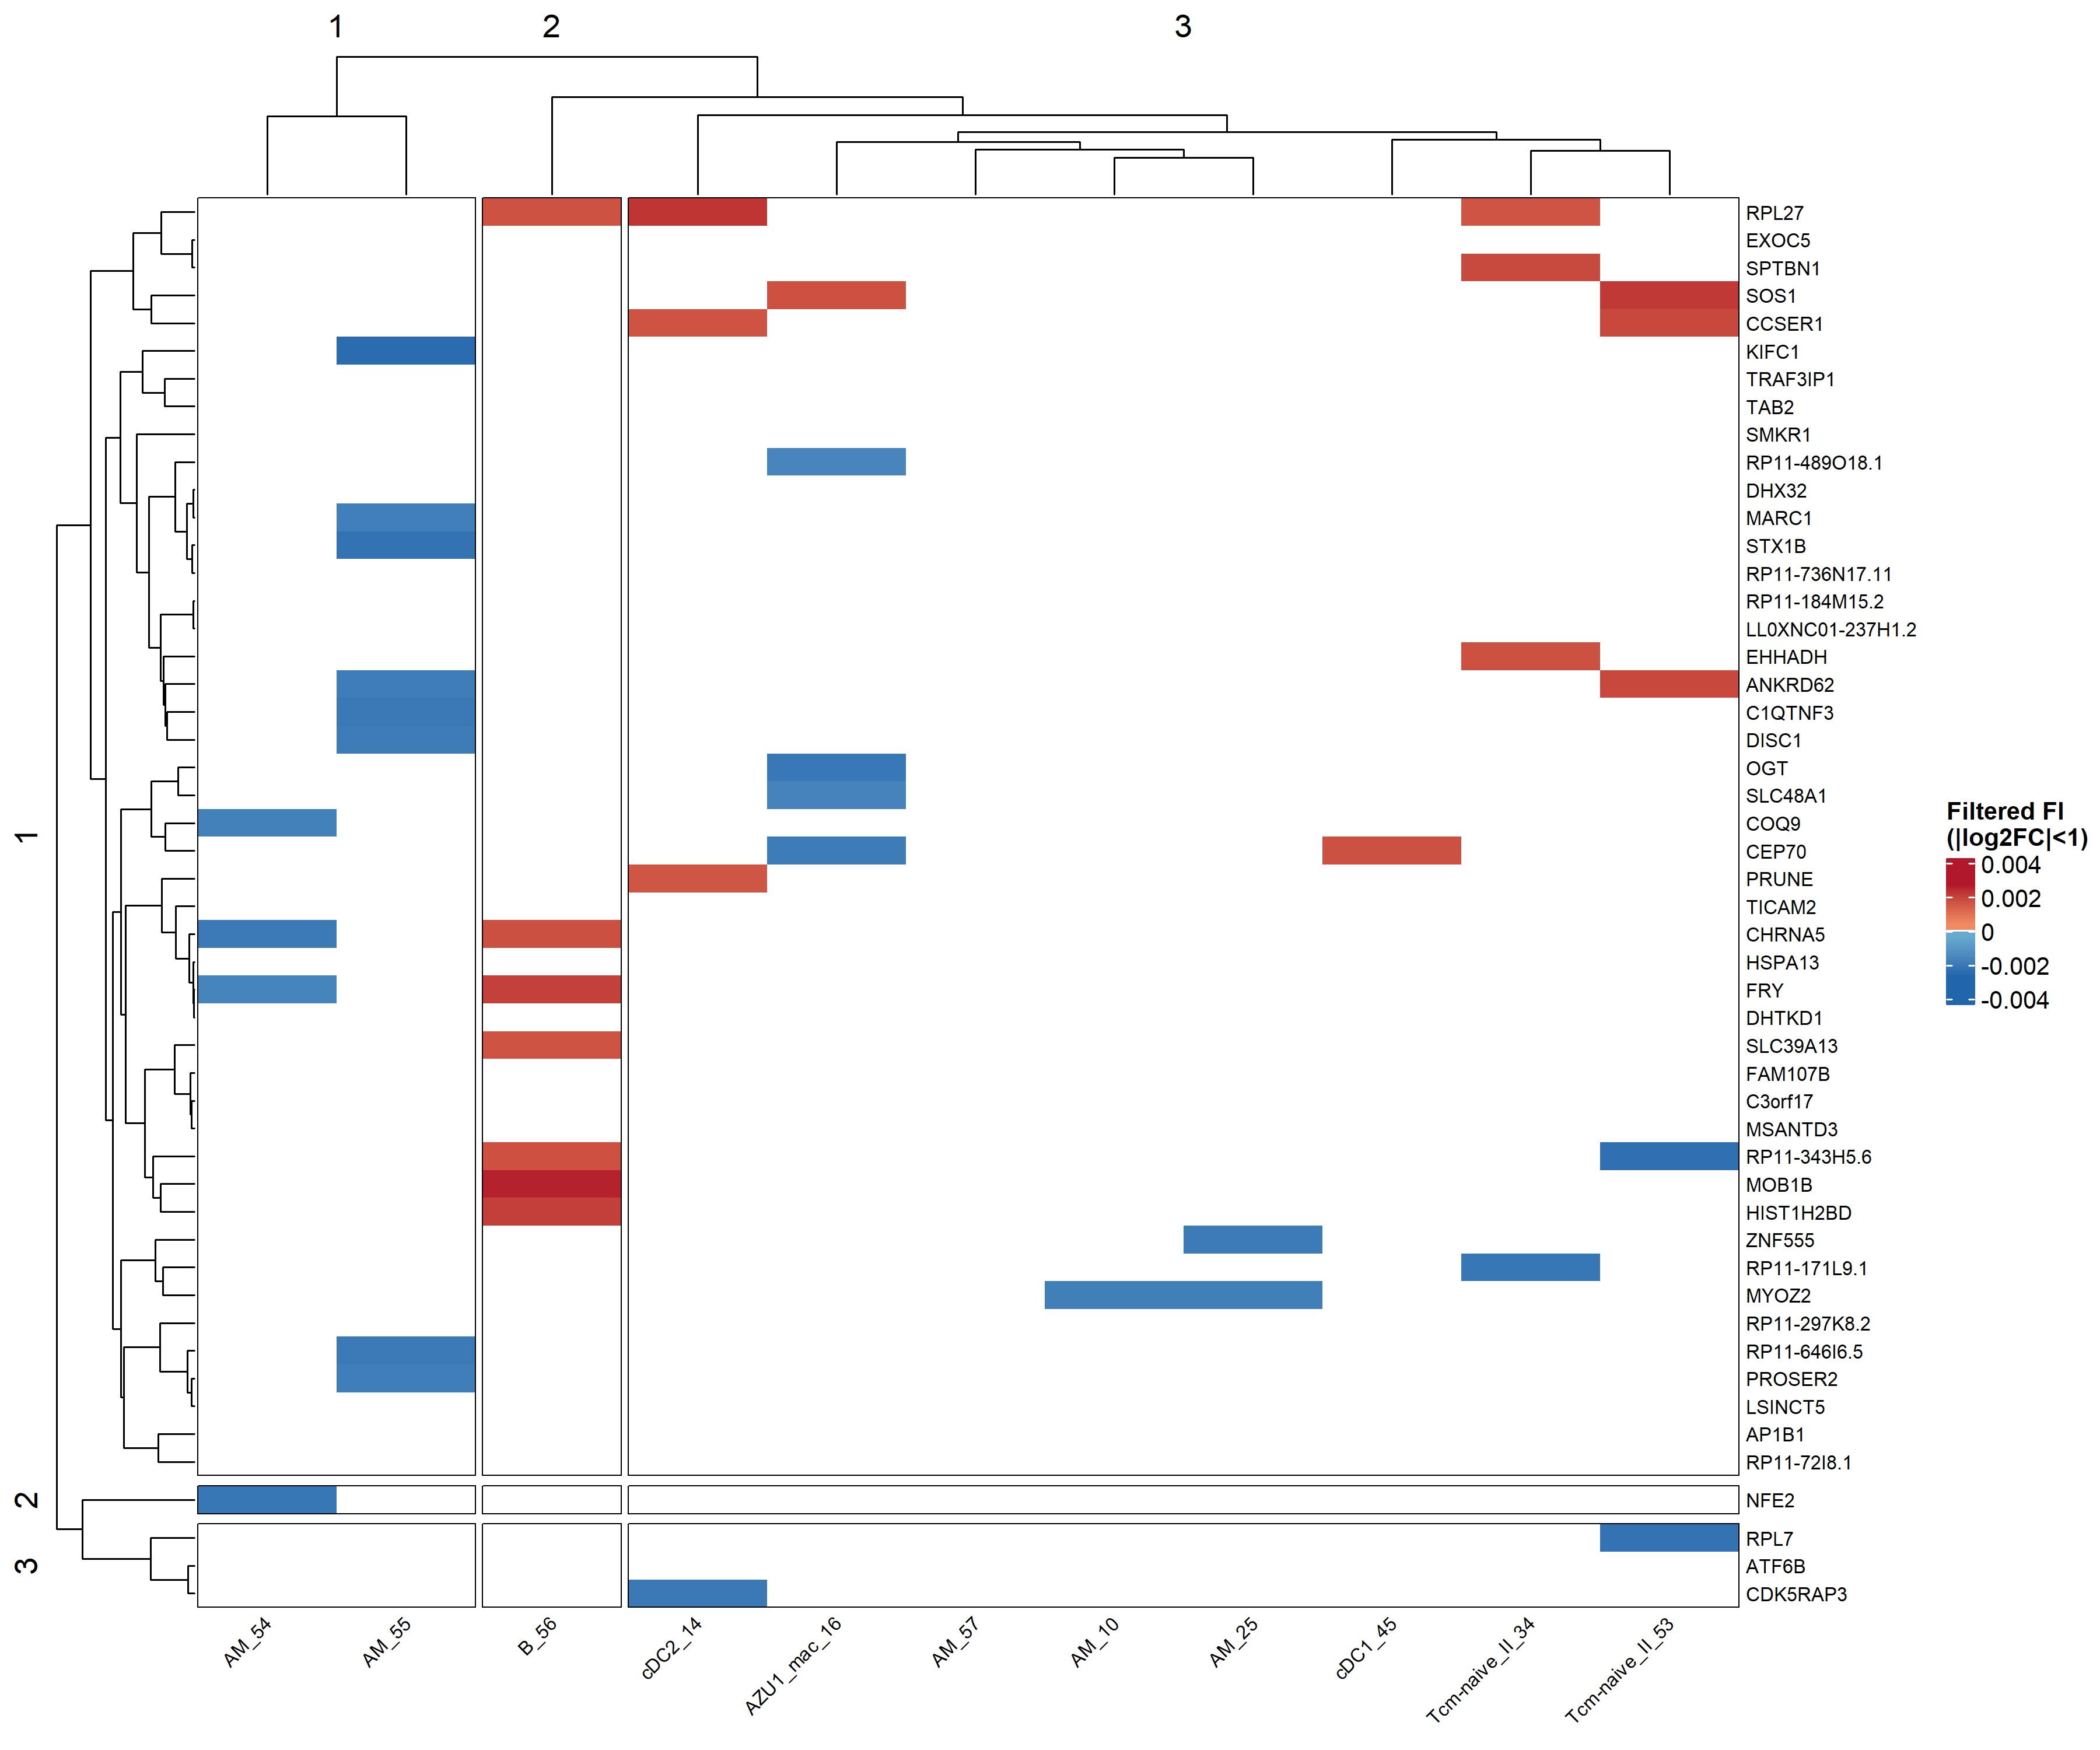 1 2 3
RPL27
EXOC5
SPTBN1
SOS1
CCSER1
KIFC1
TRAF3IP1
TAB2
SMKR1
RP11-489O18.1
DHX32
MARC1
STX1B
RP11-736N17.11
RP11-184M15.2
LL0XNC01-237H1.2
EHHADH
ANKRD62
C1QTNF3
DISC1
OGT
SLC48A1
COQ9
CEP70
PRUNE
TICAM2
CHRNA5
HSPA13
FRY
DHTKD1
SLC39A13
FAM107B
C3orf17
MSANTD3
RP11-343H5.6
MOB1B
HIST1H2BD
ZNF555
RP11-171L9.1
MYOZ2
RP11-297K8.2
RP11-646I6.5
PROSER2
LSINCT5
AP1B1
RP11-72I8.1
NFE2
RPL7
ATF6B
CDK5RAP3
1
2
3
AM_54
AM_55
B_56
cDC2_14
AZU1_mac_16
AM_57
AM_10
AM_25
cDC1_45
Tcm-naive_II_34
Tcm-naive_II_53
Filtered FI
(|log2FC|<1)
0.004
0.002
0
-0.002
-0.004